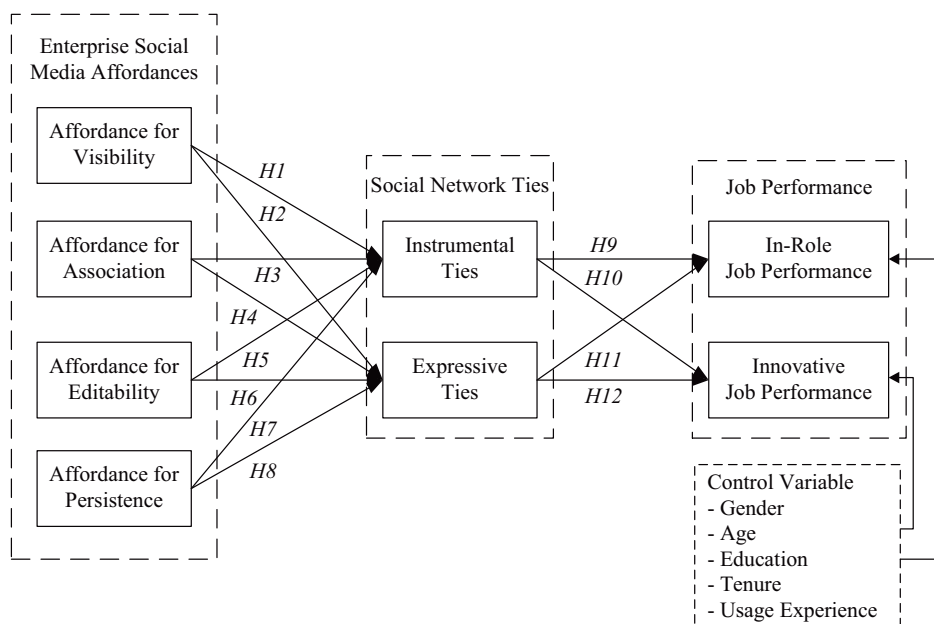 Enterprise Social
Media Affordances
Affordance for
Visibility
Affordance for
Association
Affordance for
Editability
Affordance for
Persistence
H1
H2
H3
H4
H5
H6
H7
H8
Social Network Ties
Instrumental
Ties
Expressive
Ties
H9
H10
H11
H12
Job Performance
In-Role
Job Performance
Innovative
Job Performance
Control Variable
- Gender
- Age
- Education
- Tenure
- Usage Experience